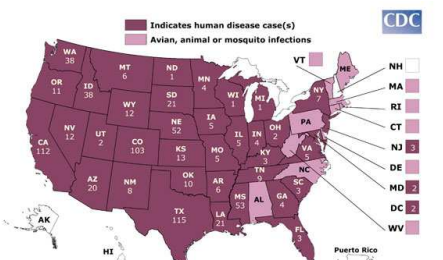 Indicates human disease case(s)
Avian, animal or mosquito infections
CDC
WA
38
MT
6
ND
1
MN
4
VT
ME
NH
OR
11
ID
38
WY
12
SD
21
WI
1
MI
1
NY
7
MA
RI
CT
NV
12
UT
2
CO
103
NE
52
IA
5
IL
5
IN
4
OH
2
PA
NJ 3
DE
MD 2
DC 2
WV
CA
112
AZ
20
NM
8
KS
13
OK
10
MO
5
AR
6
KY
3
TN
9
VA
5
NC
SC
3
TX
115
LA
21
MS
53
AL
GA
4
FL
3
AK
HI
Puerto Rico